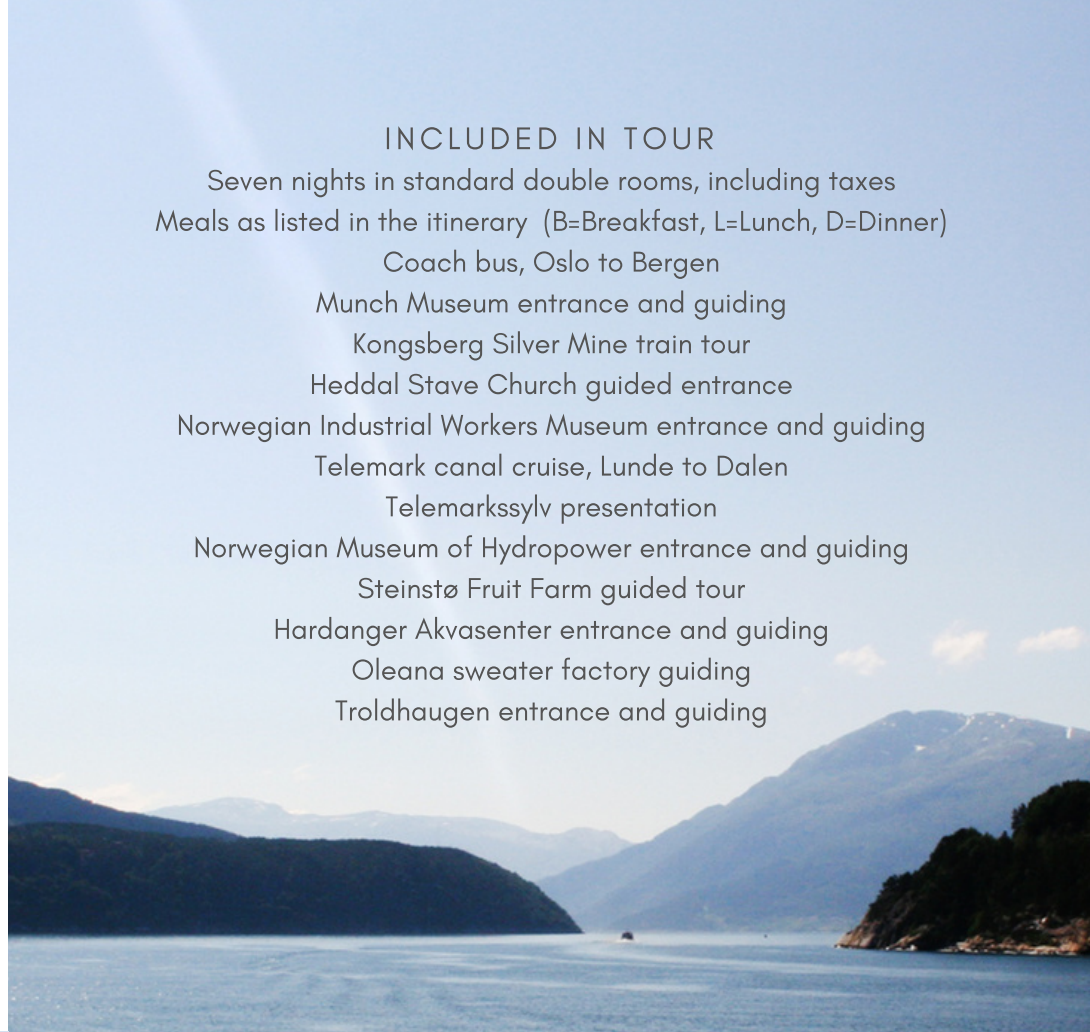 INCLUDED IN TOUR
Seven nights in standard double rooms, including taxes
Meals as listed in the itinerary  (B=Breakfast, L=Lunch, D=Dinner)
Coach bus, Oslo to Bergen
Munch Museum entrance and guiding
Kongsberg Silver Mine train tour
Heddal Stave Church guided entrance
Norwegian Industrial Workers Museum entrance and guiding
Telemark canal cruise, Lunde to Dalen
Telemarkssylv presentation
Norwegian Museum of Hydropower entrance and guiding
Steinstø Fruit Farm guided tour
Hardanger Akvasenter entrance and guiding
Oleana sweater factory guiding
Troldhaugen entrance and guiding